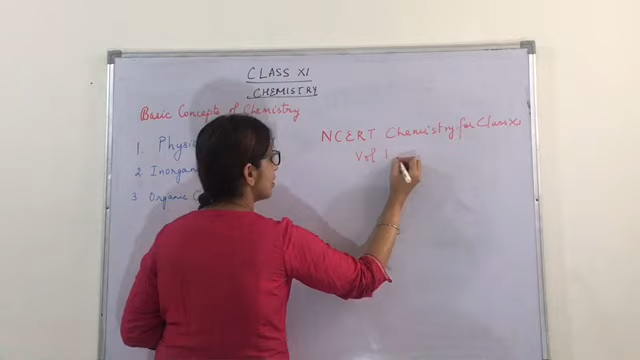 CLASS XI
CHEMISTRY
Basic Concepts of Chemistry
1. Physi
NCERT Chemistry for Class XI
Vol 1
2 Inorgan
3 Organic C